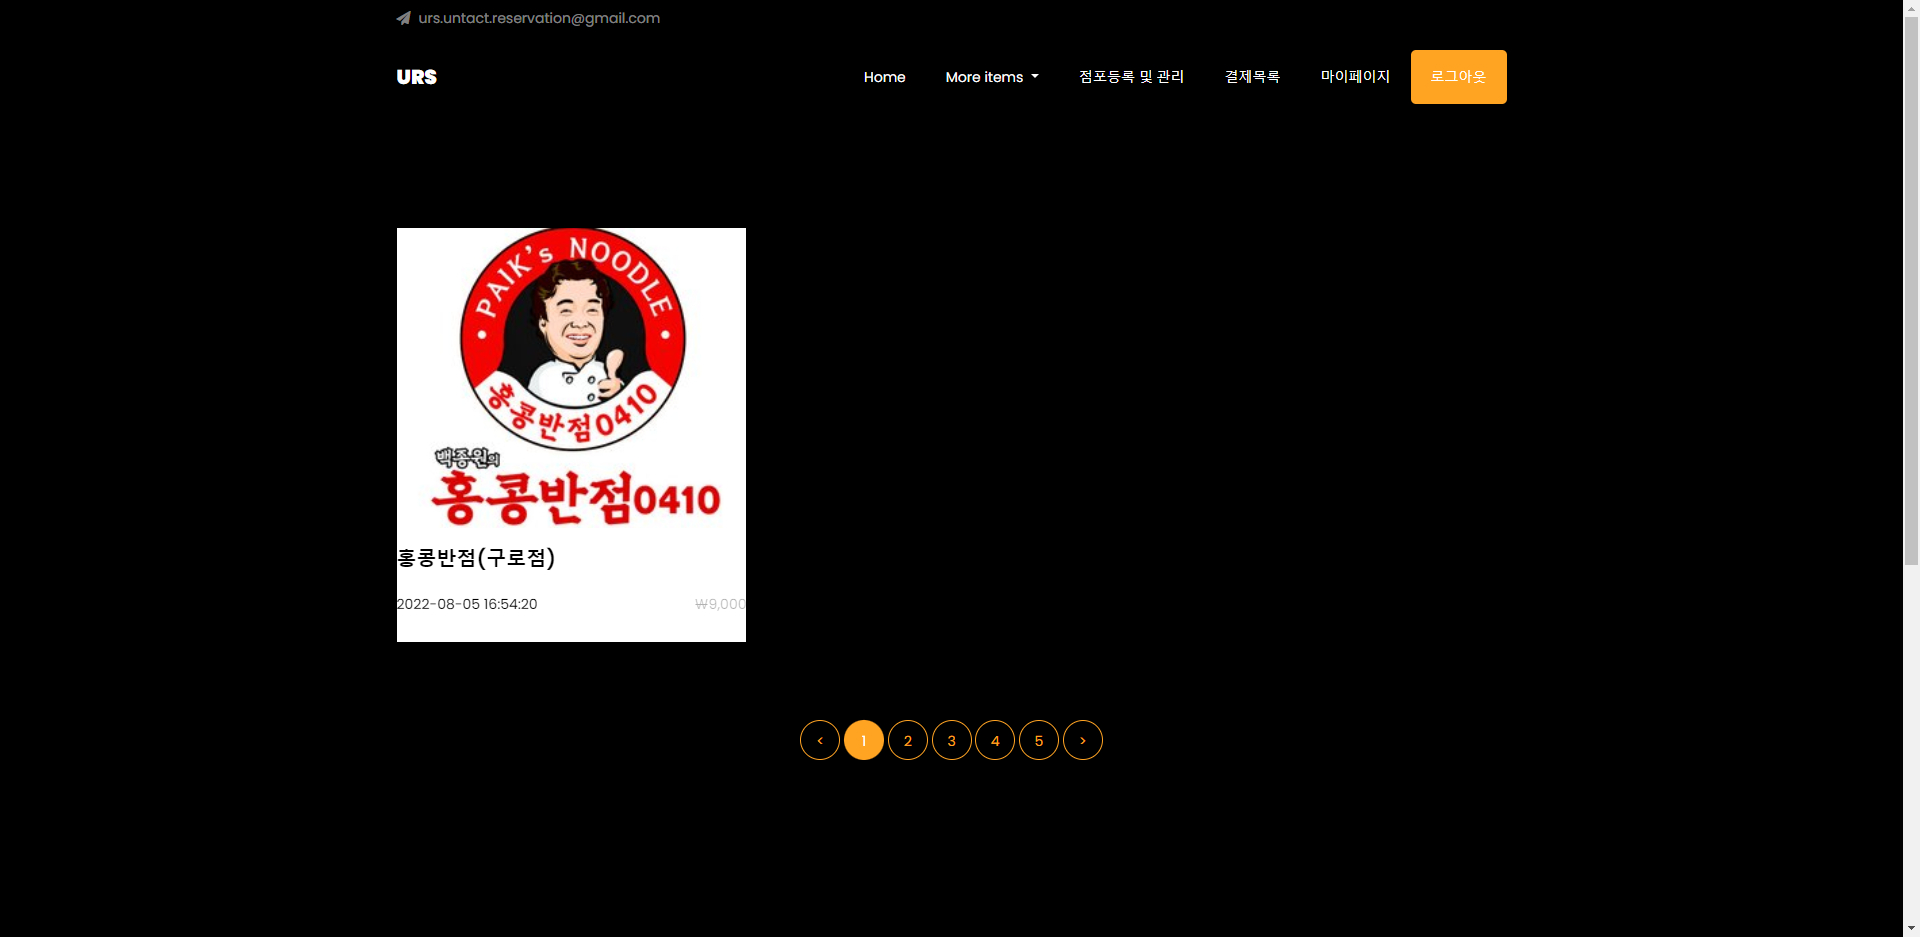 urs.untact.reservation@gmail.com
URS
Home
More items
점포등록 및 관리
결제목록
마이페이지
로그아웃
PAIK's NOODLE
홍콩반점0410
백종원의
홍콩반점0410
홍콩반점(구로점)
2022-08-05 16:54:20
₩9,000
<
1
2
3
4
5
>